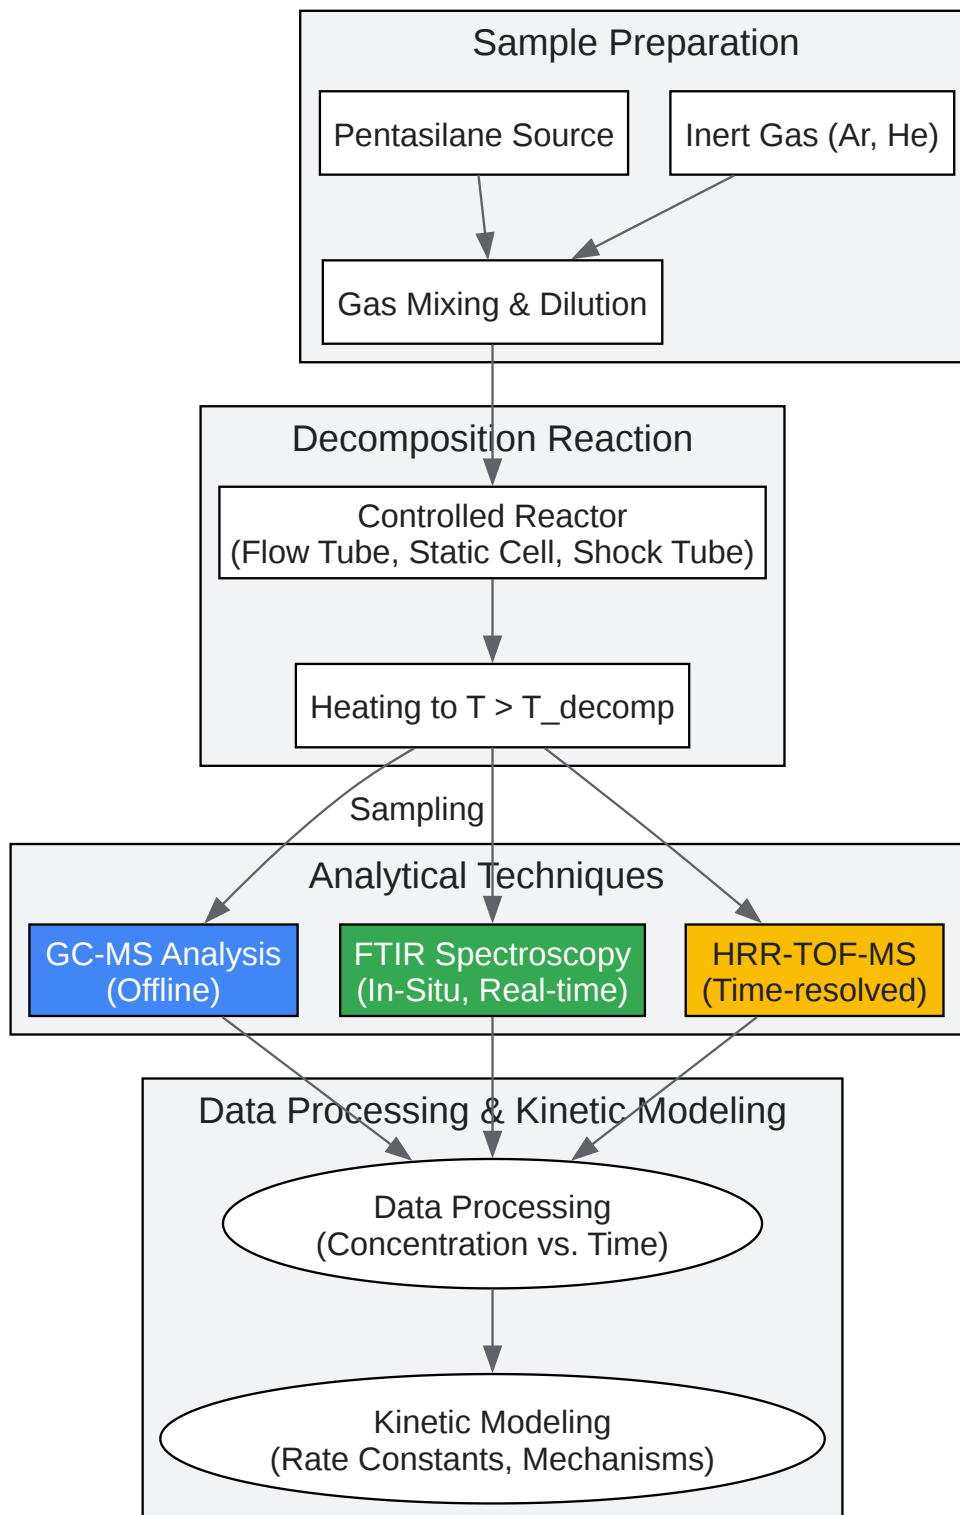 Sample Preparation
Pentasilane Source
Inert Gas (Ar, He)
Gas Mixing & Dilution
Decomposition Reaction
Controlled Reactor
(Flow Tube, Static Cell, Shock Tube)
Heating to T > T_decomp
Sampling
Analytical Techniques
GC-MS Analysis
(Offline)
FTIR Spectroscopy
(In-Situ, Real-time)
HRR-TOF-MS
(Time-resolved)
Data Processing & Kinetic Modeling
Data Processing
(Concentration vs. Time)
Kinetic Modeling
(Rate Constants, Mechanisms)